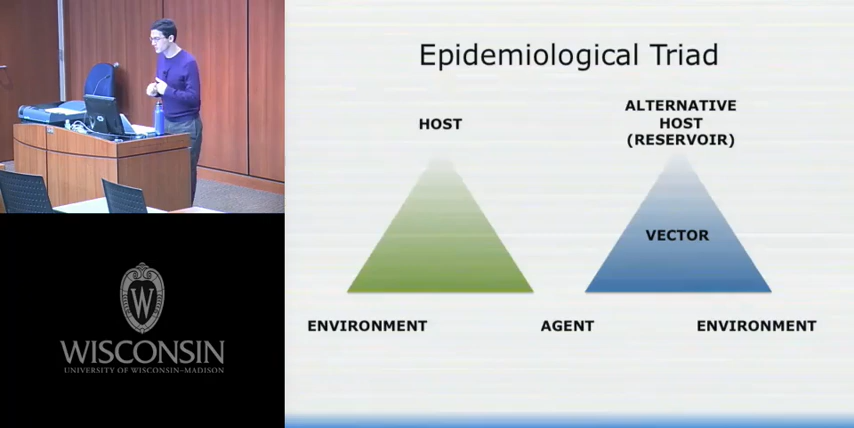 Epidemiological Triad
HOST
ALTERNATIVE
HOST
(RESERVOIR)
VECTOR
ENVIRONMENT
AGENT
ENVIRONMENT
W
WISCONSIN
UNIVERSITY OF WISCONSIN–MADISON